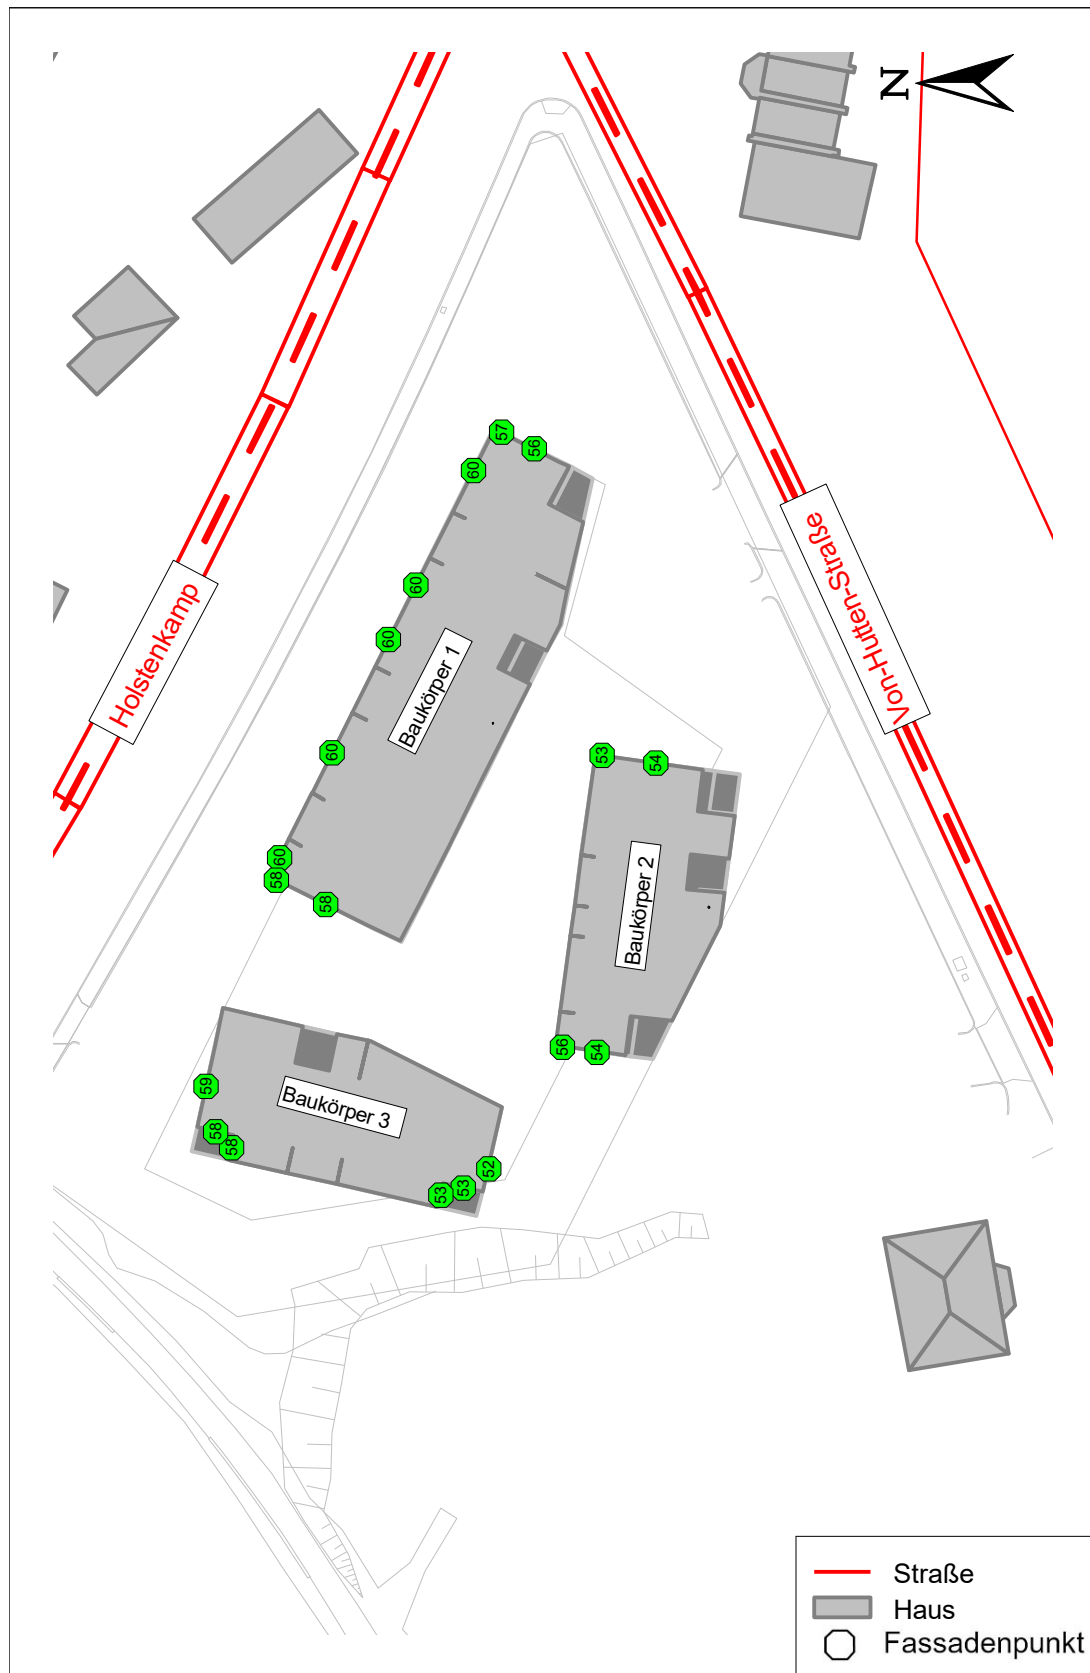 N
57
56
60
60
Holstenkamp
Von-Hutten-Straße
60
Baukörper 1
60
53
54
60
58
58
Baukörper 2
56
54
59
Baukörper 3
58
58
52
53
53
Straße
Haus
Fassadenpunkt